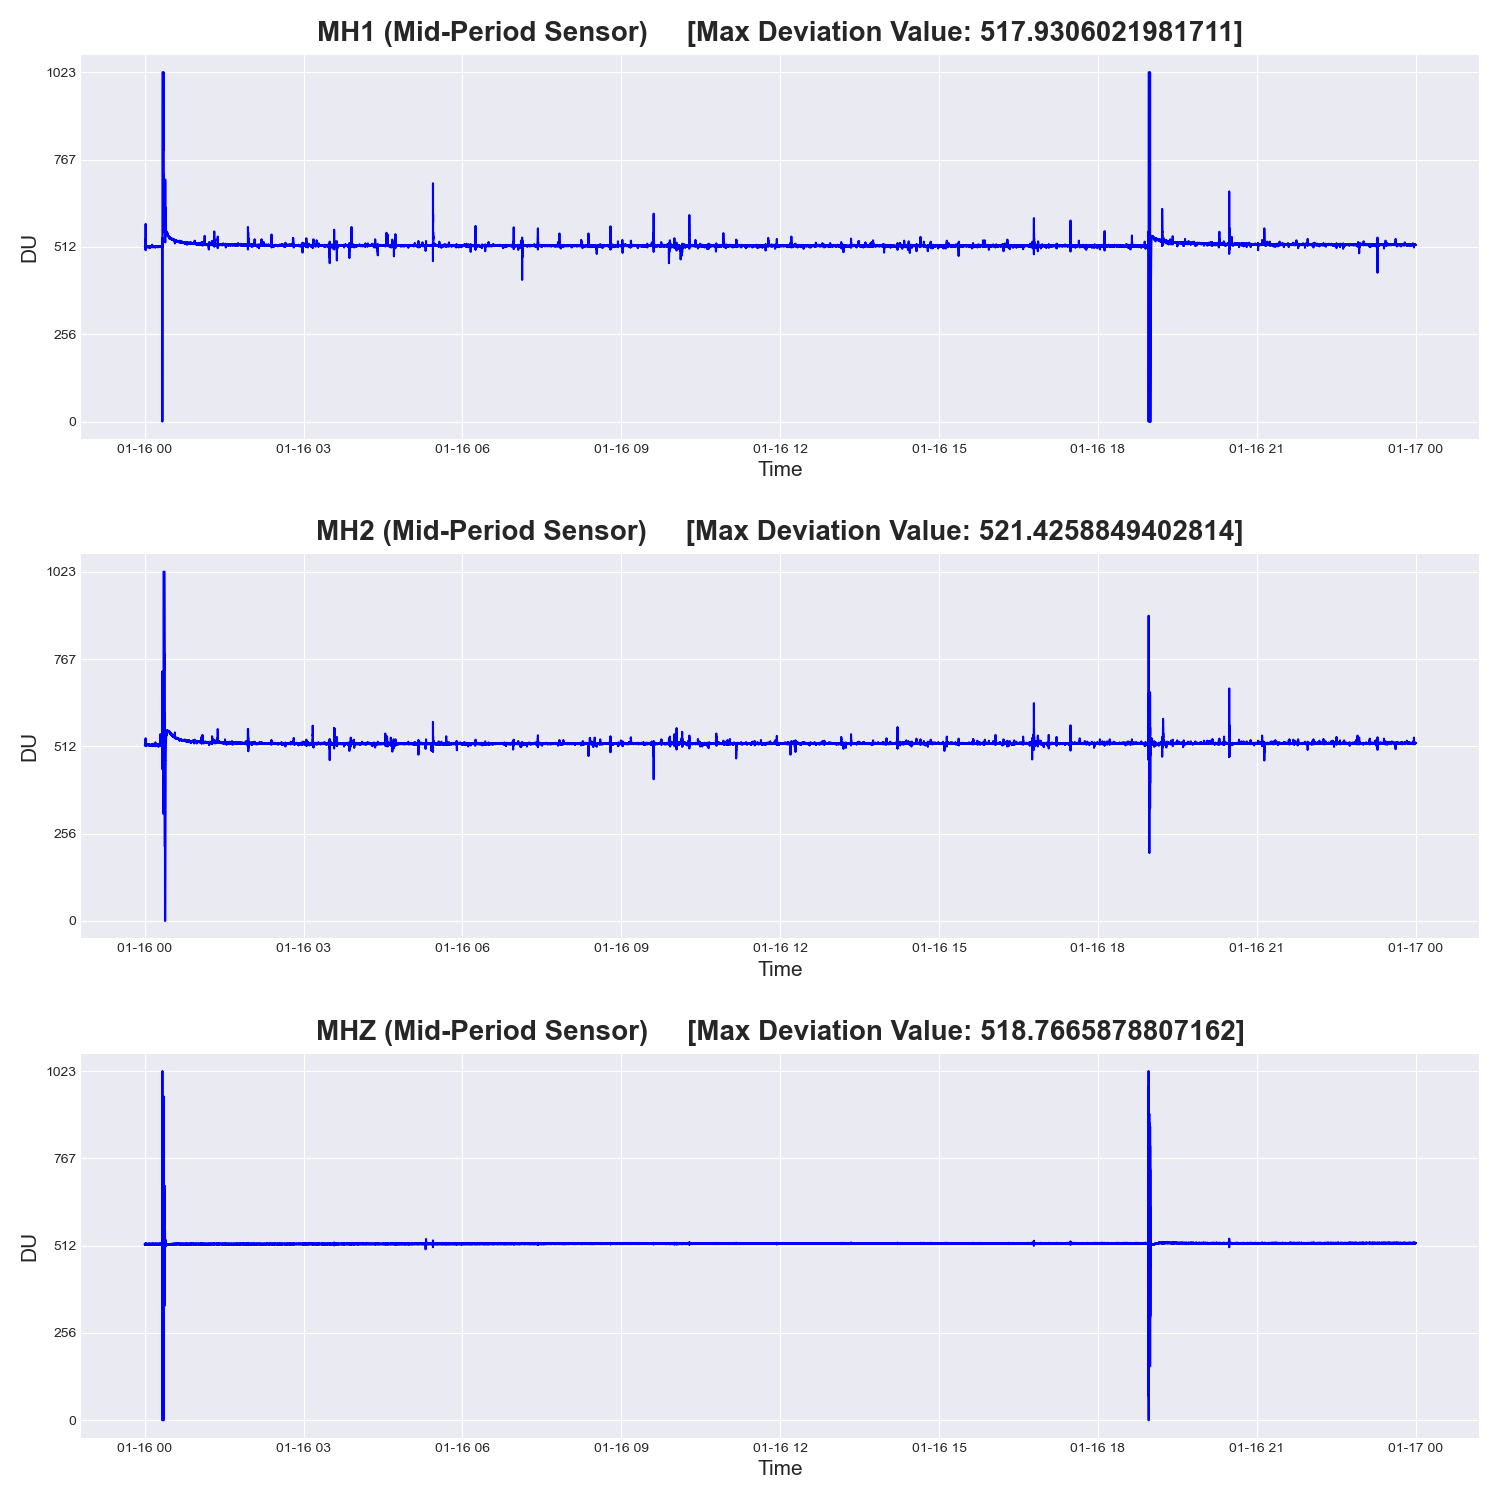 MH1 (Mid-Period Sensor) [Max Deviation Value: 517.9306021981711]
1023
767
512
256
0
DU
01-16 00 01-16 03 01-16 06 01-16 09 01-16 12 01-16 15 01-16 18 01-16 21 01-17 00
Time
MH2 (Mid-Period Sensor) [Max Deviation Value: 521.4258849402814]
1023
767
512
256
0
DU
01-16 00 01-16 03 01-16 06 01-16 09 01-16 12 01-16 15 01-16 18 01-16 21 01-17 00
Time
MHZ (Mid-Period Sensor) [Max Deviation Value: 518.7665878807162]
1023
767
512
256
0
DU
01-16 00 01-16 03 01-16 06 01-16 09 01-16 12 01-16 15 01-16 18 01-16 21 01-17 00
Time